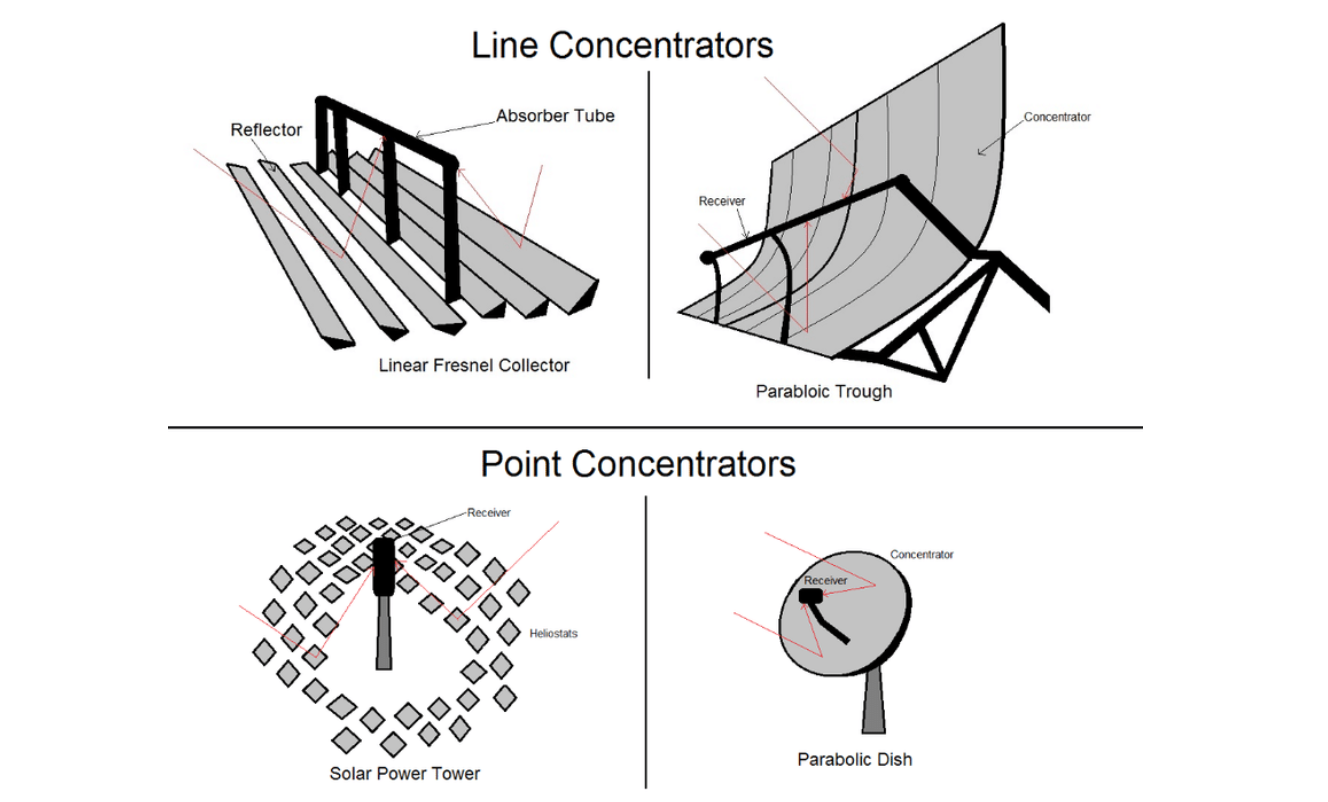 Line Concentrators
Reflector
Absorber Tube
Linear Fresnel Collector
Concentrator
Receiver
Parabloic Trough
Point Concentrators
Receiver
Heliostats
Solar Power Tower
Concentrator
Receiver
Parabolic Dish